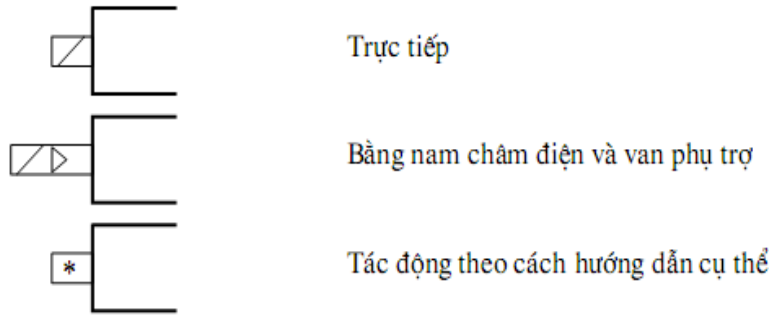 Trực tiếp
Bằng nam châm điện và van phụ trợ
*
Tác động theo cách hướng dẫn cụ thể